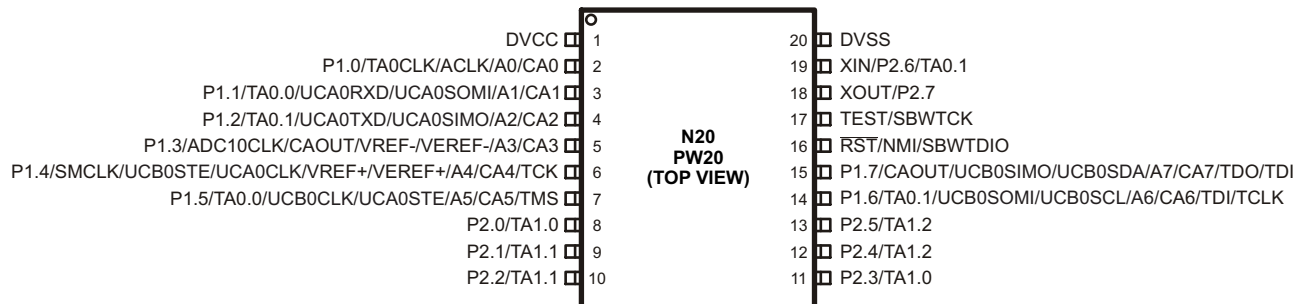 DVCC 1 20 DVSS
P1.0/TA0CLK/ACLK/A0/CA0 2 19 XIN/P2.6/TA0.1
P1.1/TA0.0/UCA0RXD/UCA0SOMI/A1/CA1 3 18 XOUT/P2.7
P1.2/TA0.1/UCA0TXD/UCA0SIMO/A2/CA2 4 17 TEST/SBWTCK
P1.3/ADC10CLK/CAOUT/VREF-/VEREF-/A3/CA3 5 16 RST/NMI/SBWTDIO
P1.4/SMCLK/UCB0STE/UCA0CLK/VREF+/VEREF+/A4/CA4/TCK 6 15 P1.7/CAOUT/UCB0SIMO/UCB0SDA/A7/CA7/TDO/TDI
P1.5/TA0.0/UCB0CLK/UCA0STE/A5/CA5/TMS 7 14 P1.6/TA0.1/UCB0SOMI/UCB0SCL/A6/CA6/TDI/TCLK
P2.0/TA1.0 8 13 P2.5/TA1.2
P2.1/TA1.1 9 12 P2.4/TA1.2
P2.2/TA1.1 10 11 P2.3/TA1.0
N20
PW20
(TOP VIEW)